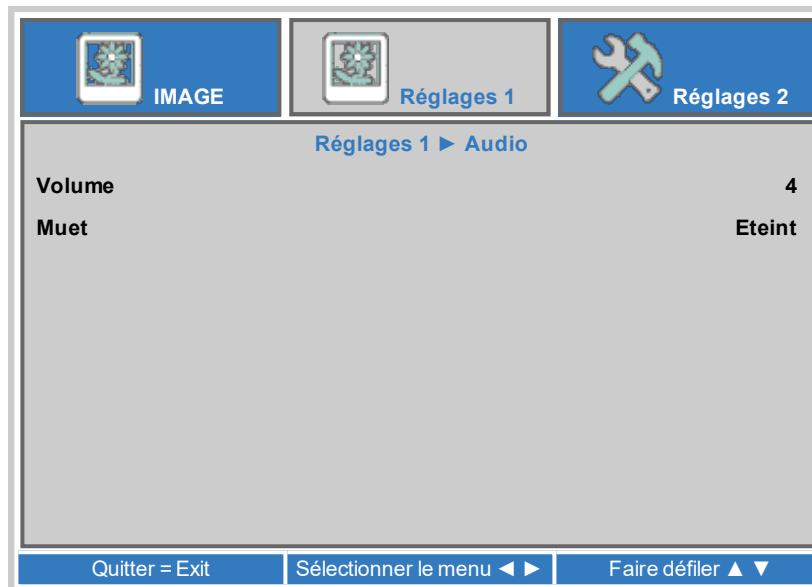 IMAGE
Réglages 1
Réglages 2
Réglages 1 ► Audio
Volume 4
Muet Eteint
Quitter = Exit
Sélectionner le menu ◄ ►
Faire défiler ▲ ▼